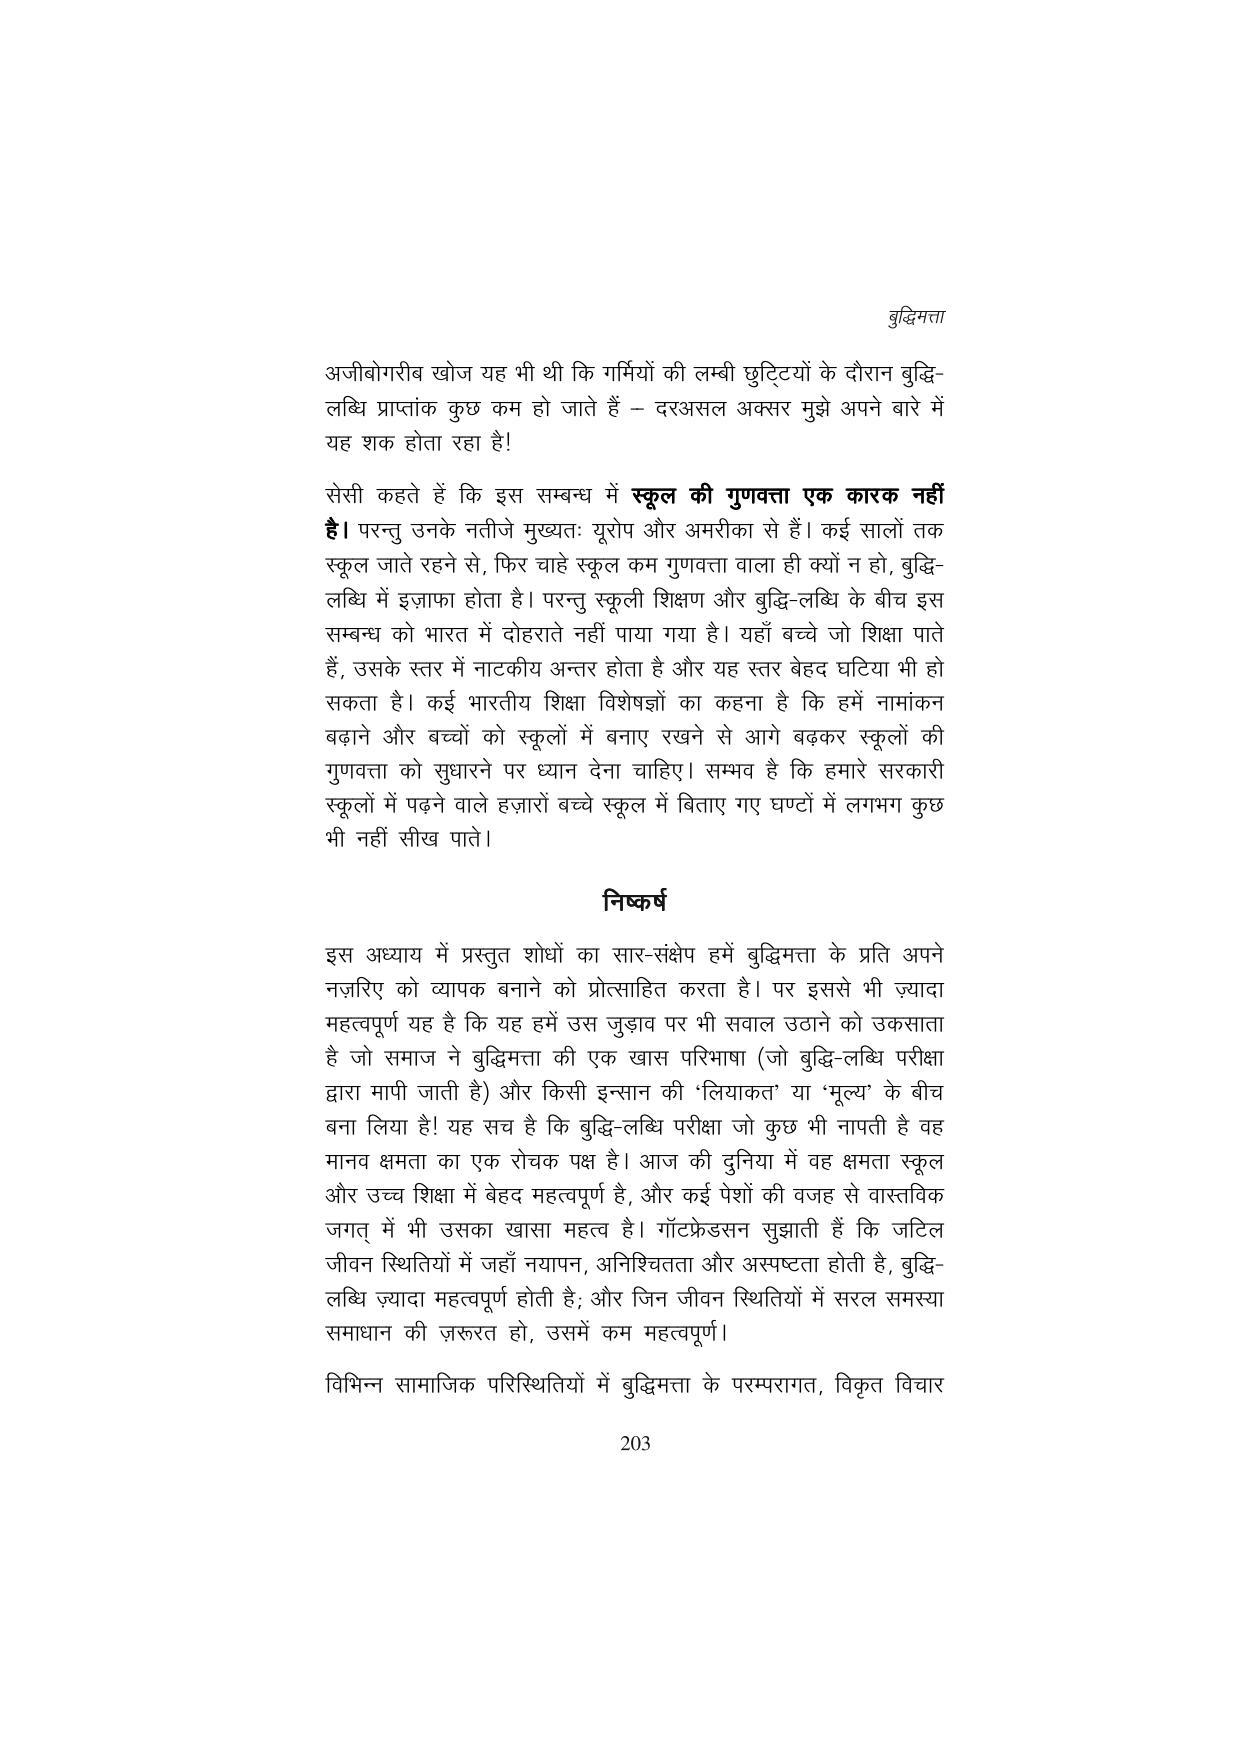 बुद्धिमत्ता
अजीबोगरीब खोज यह भी थी कि गर्मियों की लम्बी छुट्टियों के दौरान बुद्धि-
लब्धि प्राप्तांक कुछ कम हो जाते हैं – दरअसल अक्सर मुझे अपने बारे में
यह शक होता रहा है!
सेसी कहते हें कि इस सम्बन्ध में स्कूल की गुणवत्ता एक कारक नहीं
है। परन्तु उनके नतीजे मुख्यतः यूरोप और अमरीका से हैं। कई सालों तक
स्कूल जाते रहने से, फिर चाहे स्कूल कम गुणवत्ता वाला ही क्यों न हो, बुद्धि-
लब्धि में इज़ाफा होता है। परन्तु स्कूली शिक्षण और बुद्धि-लब्धि के बीच इस
सम्बन्ध को भारत में दोहराते नहीं पाया गया है। यहाँ बच्चे जो शिक्षा पाते
हैं, उसके स्तर में नाटकीय अन्तर होता है और यह स्तर बेहद घटिया भी हो
सकता है। कई भारतीय शिक्षा विशेषज्ञों का कहना है कि हमें नामांकन
बढ़ाने और बच्चों को स्कूलों में बनाए रखने से आगे बढ़कर स्कूलों की
गुणवत्ता को सुधारने पर ध्यान देना चाहिए। सम्भव है कि हमारे सरकारी
स्कूलों में पढ़ने वाले हज़ारों बच्चे स्कूल में बिताए गए घण्टों में लगभग कुछ
भी नहीं सीख पाते।
निष्कर्ष
इस अध्याय में प्रस्तुत शोधों का सार-संक्षेप हमें बुद्धिमत्ता के प्रति अपने
नज़रिए को व्यापक बनाने को प्रोत्साहित करता है। पर इससे भी ज़्यादा
महत्वपूर्ण यह है कि यह हमें उस जुड़ाव पर भी सवाल उठाने को उकसाता
है जो समाज ने बुद्धिमत्ता की एक खास परिभाषा (जो बुद्धि-लब्धि परीक्षा
द्वारा मापी जाती है) और किसी इन्सान की ‘लियाकत’ या ‘मूल्य’ के बीच
बना लिया है! यह सच है कि बुद्धि-लब्धि परीक्षा जो कुछ भी नापती है वह
मानव क्षमता का एक रोचक पक्ष है। आज की दुनिया में वह क्षमता स्कूल
और उच्च शिक्षा में बेहद महत्वपूर्ण है, और कई पेशों की वजह से वास्तविक
जगत् में भी उसका खासा महत्व है। गॉटफ्रेडसन सुझाती हैं कि जटिल
जीवन स्थितियों में जहाँ नयापन, अनिश्चितता और अस्पष्टता होती है, बुद्धि-
लब्धि ज़्यादा महत्वपूर्ण होती है; और जिन जीवन स्थितियों में सरल समस्या
समाधान की ज़रूरत हो, उसमें कम महत्वपूर्ण।
विभिन्न सामाजिक परिस्थितियों में बुद्धिमत्ता के परम्परागत, विकृत विचार
203